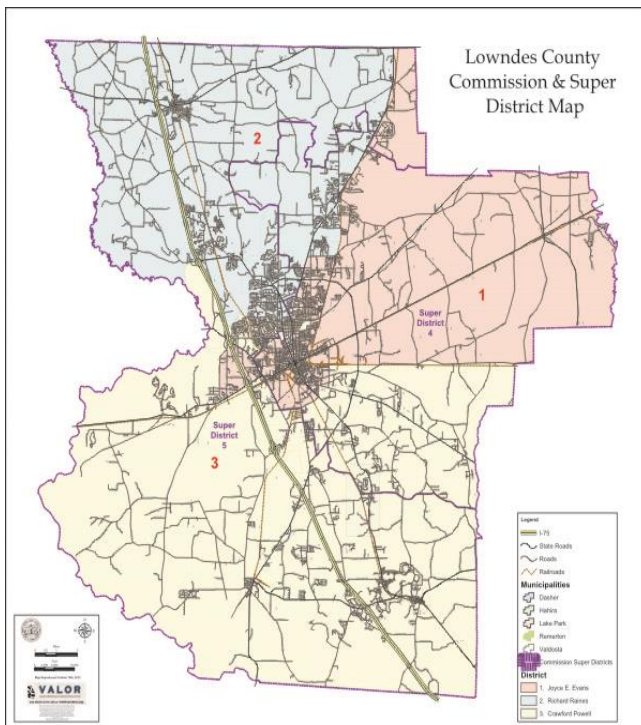 Lowndes County
Commission & Super
District Map
2
1
Super
District
4
Super
District
5
3
Legend
I-75
State Roads
Roads
Railroads
Municipalities
Dasher
Hahira
Lake Park
Remerton
Valdosta
Commission Super Districts
District
1. Joyce E. Evans
2. Richard Raines
3. Crawford Powell
VALOR